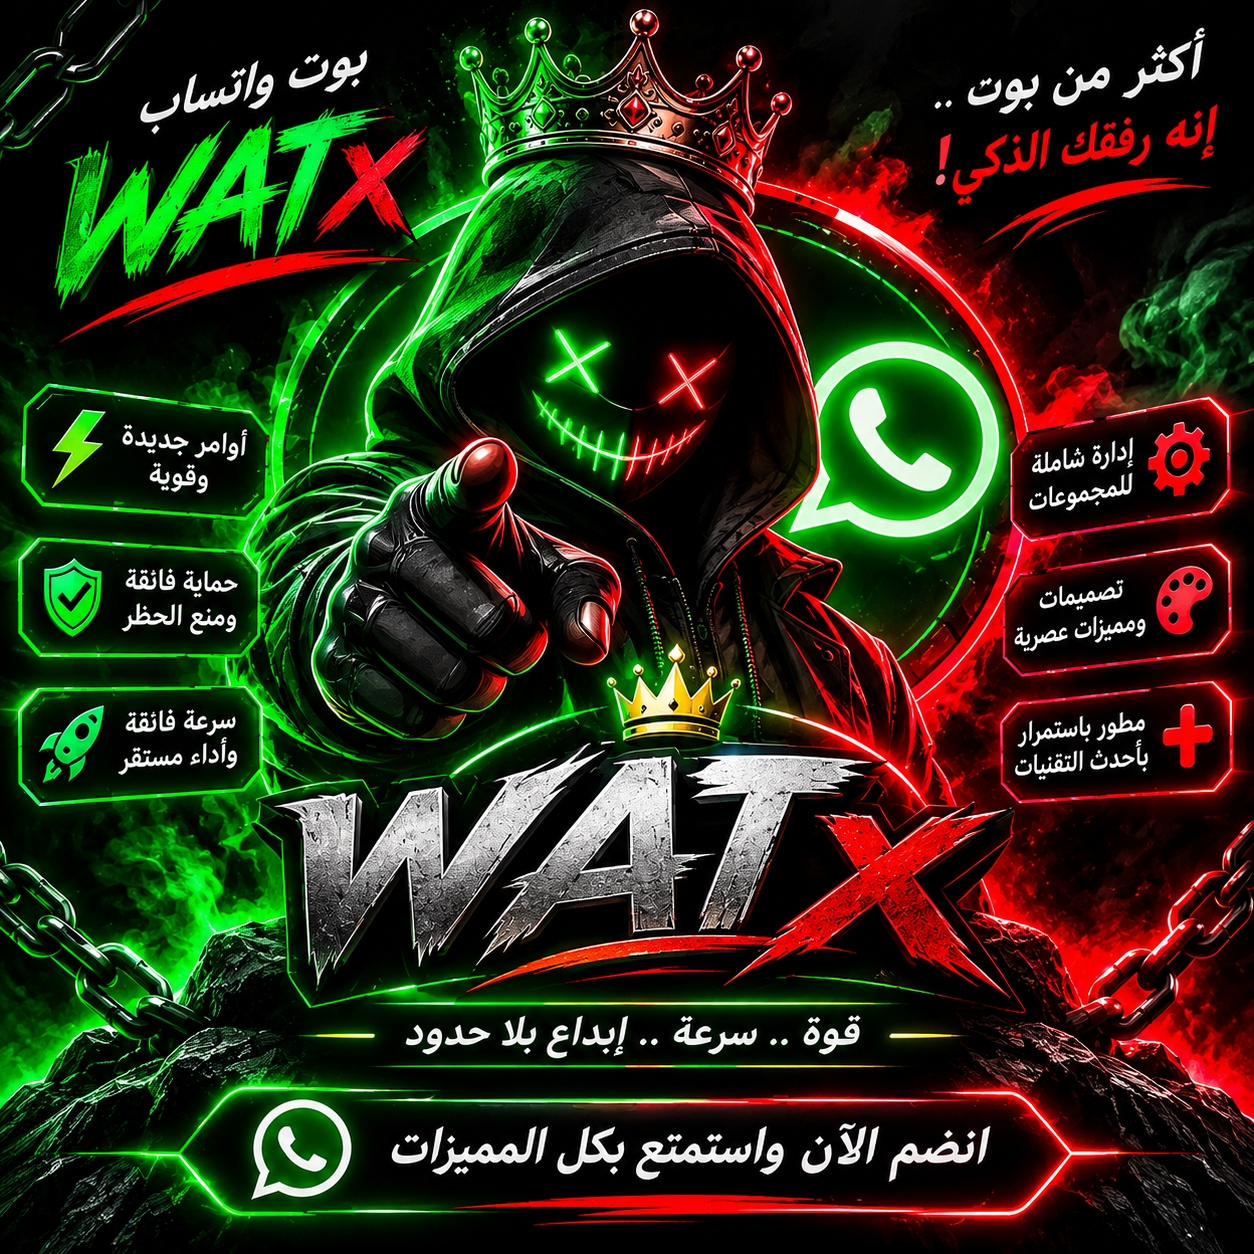 بوت واتساب
WATx
أكثر من بوت ..
إنه رفقك الذكي!
أوامر جديدة
وقوية
حماية فائقة
ومنع الحظر
سرعة فائقة
وأداء مستقر
إدارة شاملة
للمجموعات
تصميمات
ومميزات عصرية
مطور باستمرار
بأحدث التقنيات
WATX
قوة .. سرعة .. إبداع بلا حدود
انضم الآن واستمتع بكل المميزات